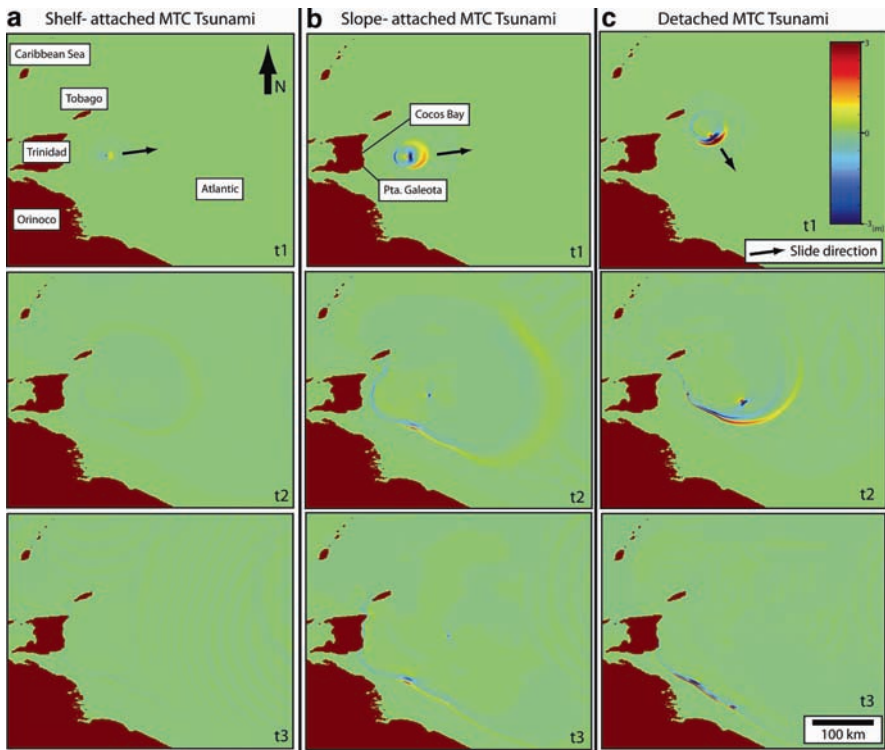 a Shelf- attached MTC Tsunami
b Slope- attached MTC Tsunami
c Detached MTC Tsunami
Caribbean Sea
N
Tobago
Trinidad
Atlantic
Orinoco
t1
Cocos Bay
Pta. Galeota
t1
3
0
-3 (m)
t1
Slide direction
t2
t2
t2
t3
t3
t3
100 km